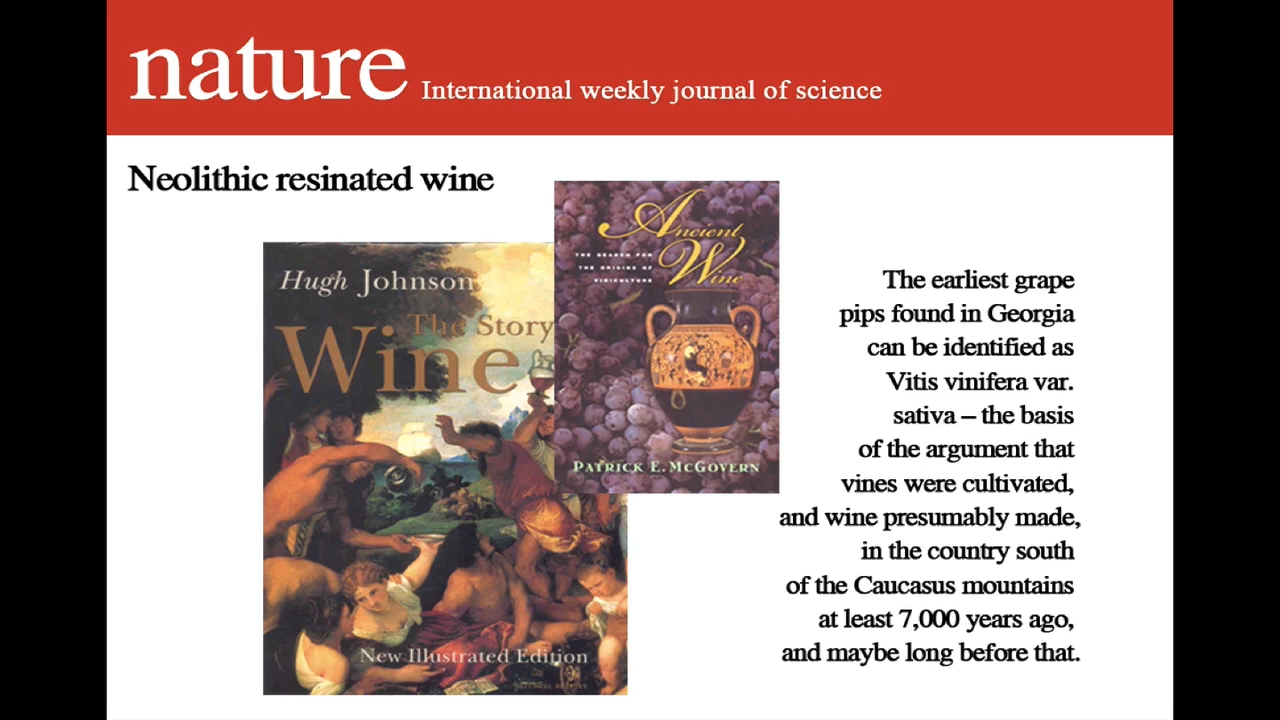 nature International weekly journal of science
Neolithic resinated wine
Hugh Johnson
The Story
Wine
New Illustrated Edition
Ancient
Wine
THE SEARCH FOR
THE ORIGINS OF
VINICULTURE
PATRICK E. McGOVERN
The earliest grape
pips found in Georgia
can be identified as
Vitis vinifera var.
sativa – the basis
of the argument that
vines were cultivated,
and wine presumably made,
in the country south
of the Caucasus mountains
at least 7,000 years ago,
and maybe long before that.